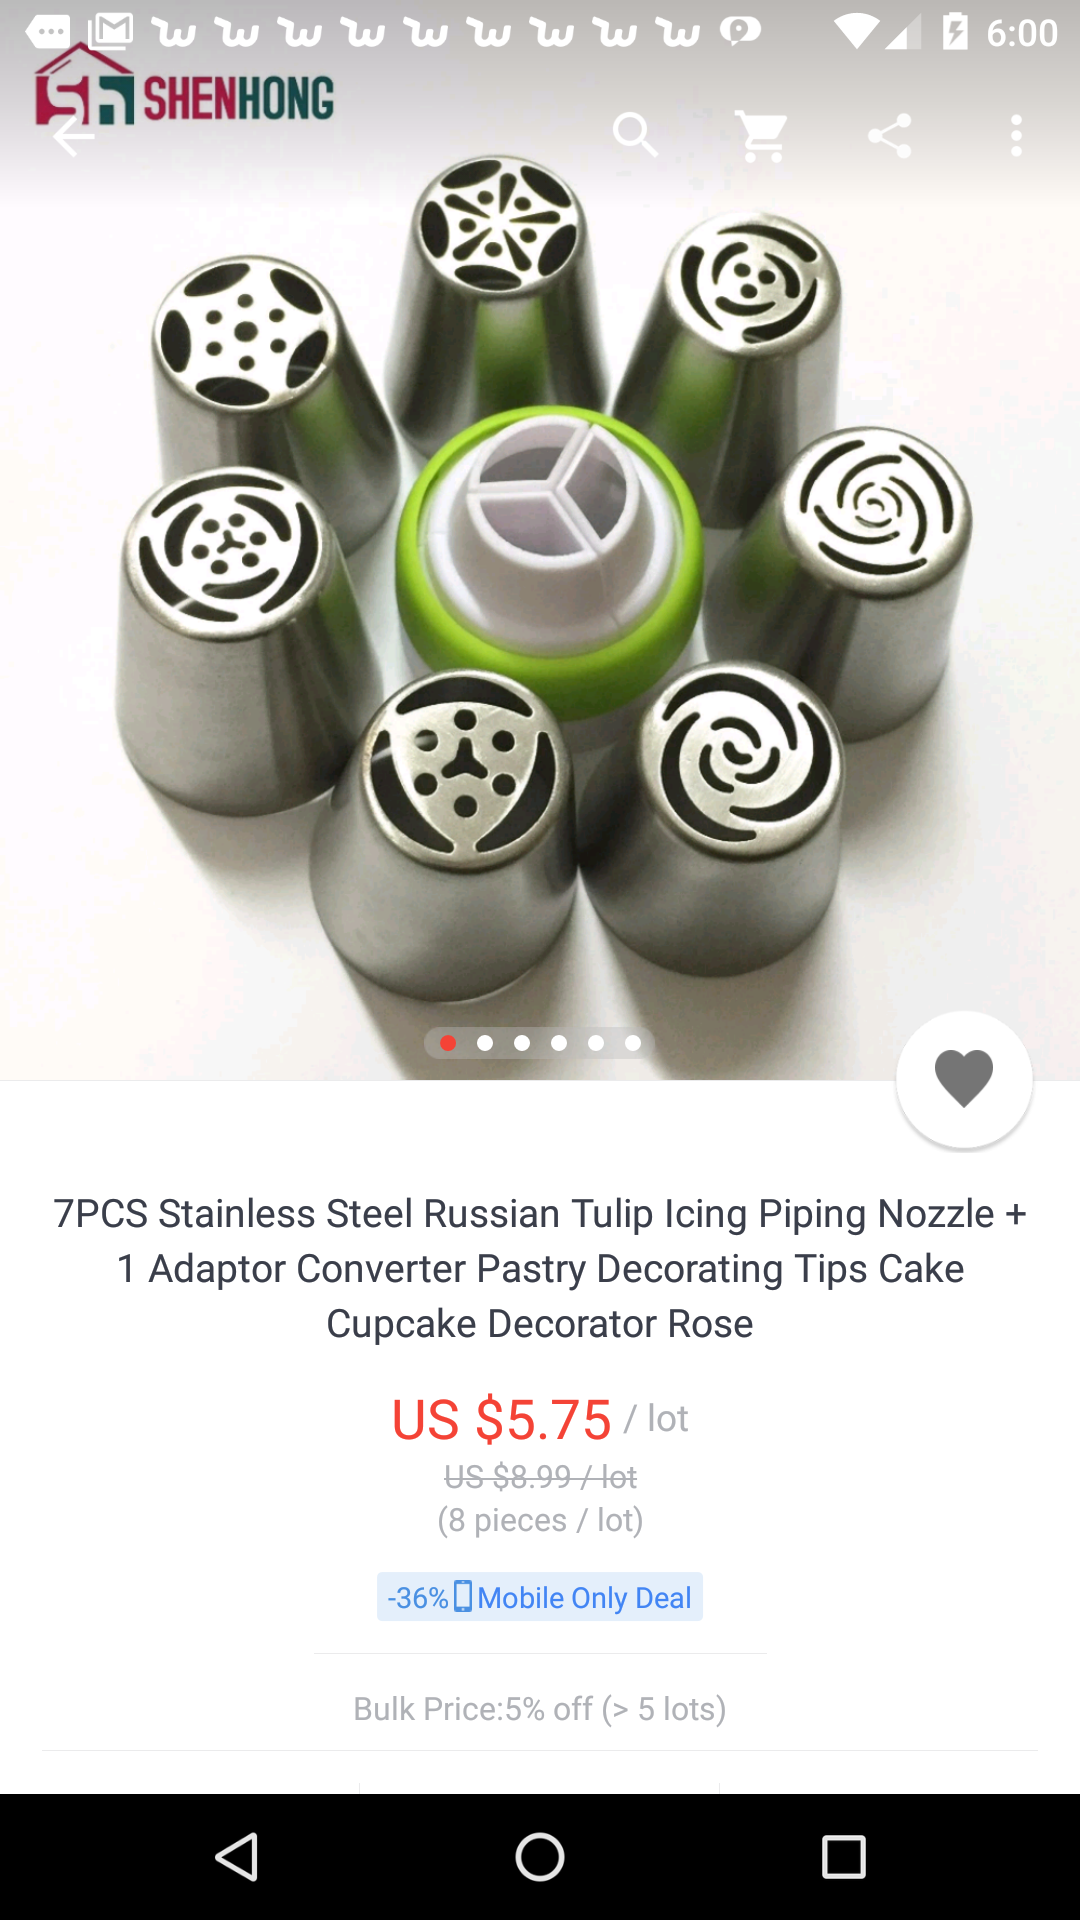 6:00
SHENHONG
7PCS Stainless Steel Russian Tulip Icing Piping Nozzle +
1 Adaptor Converter Pastry Decorating Tips Cake
Cupcake Decorator Rose
US $5.75 / lot
US $8.99 / lot
(8 pieces / lot)
-36% Mobile Only Deal
Bulk Price:5% off (> 5 lots)